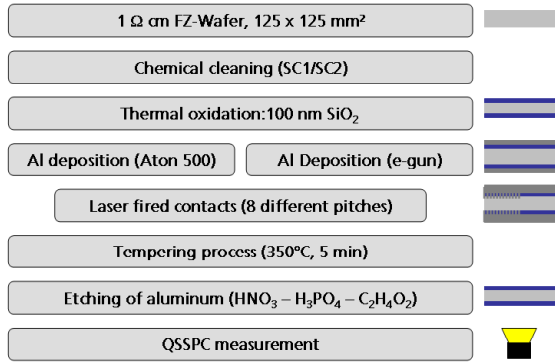 1 Ω cm FZ-Wafer, 125 x 125 mm²
Chemical cleaning (SC1/SC2)
Thermal oxidation:100 nm SiO₂
Al deposition (Aton 500)
Al Deposition (e-gun)
Laser fired contacts (8 different pitches)
Tempering process (350°C, 5 min)
Etching of aluminum (HNO₃ – H₃PO₄ – C₂H₄O₂)
QSSPC measurement